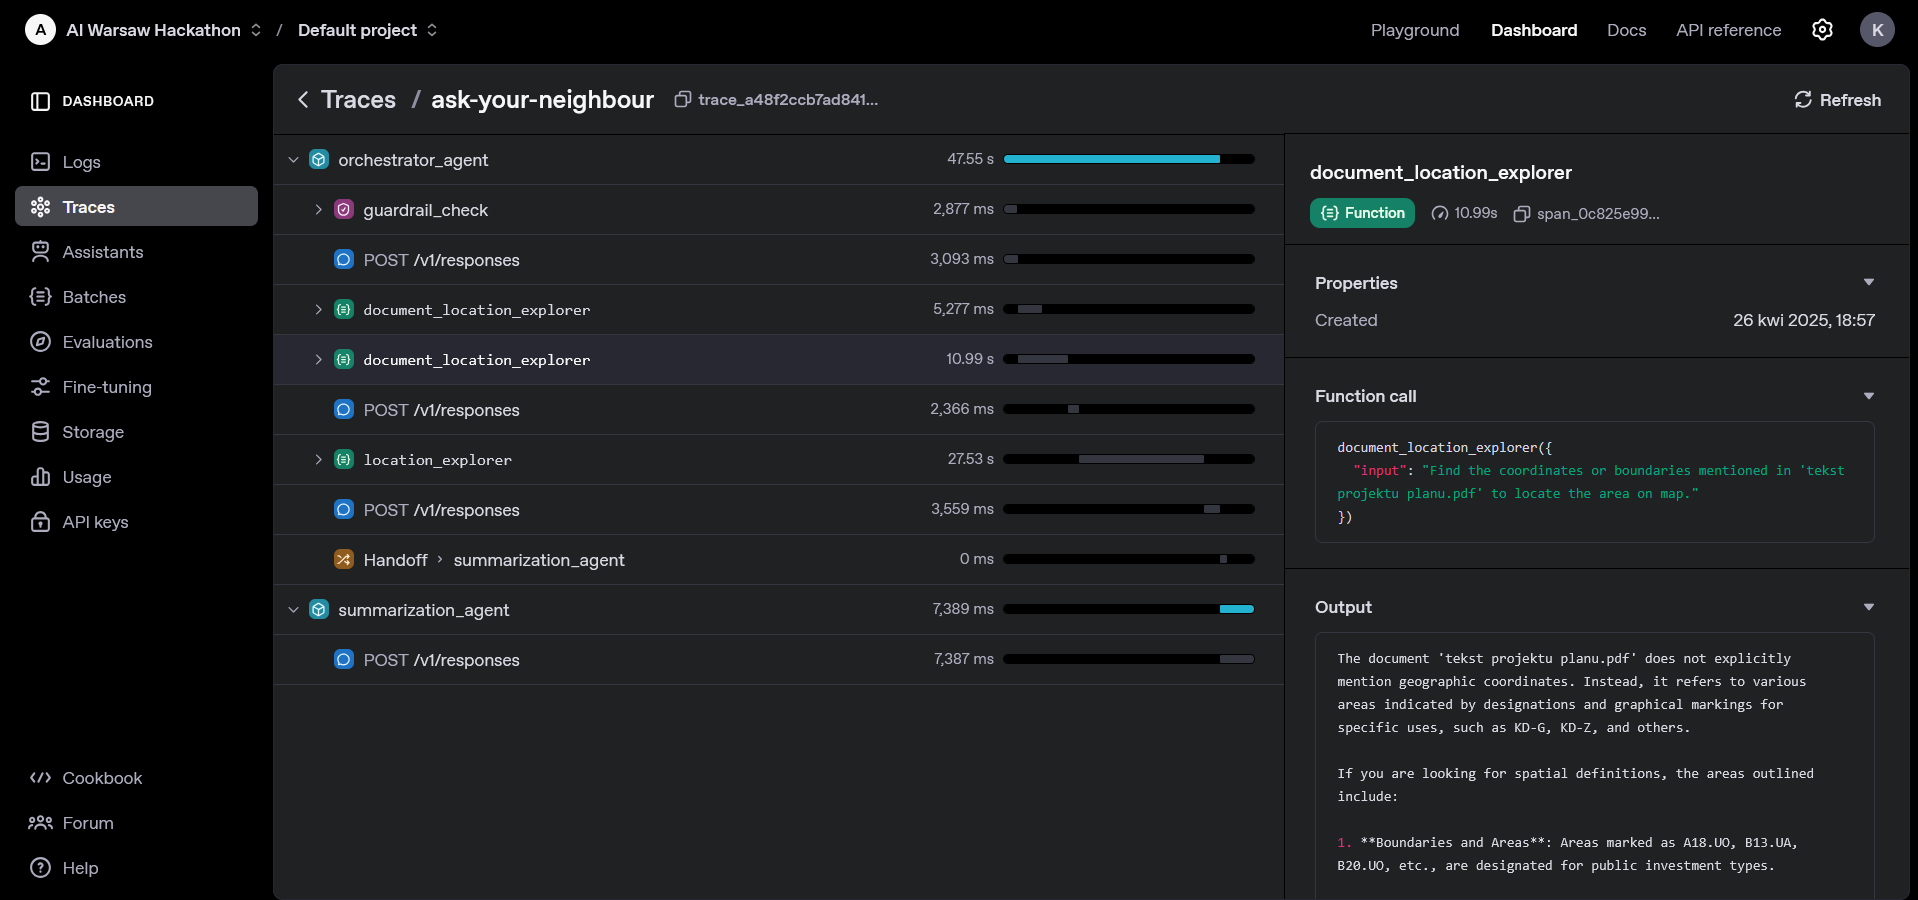 A AI Warsaw Hackathon / Default project
Playground Dashboard Docs API reference K
DASHBOARD
Logs
Traces
Assistants
Batches
Evaluations
Fine-tuning
Storage
Usage
API keys
Cookbook
Forum
Help
Traces / ask-your-neighbour trace_a48f2ccb7ad841...
Refresh
orchestrator_agent 47.55 s
guardrail_check 2,877 ms
POST /v1/responses 3,093 ms
document_location_explorer 5,277 ms
document_location_explorer 10.99 s
POST /v1/responses 2,366 ms
location_explorer 27.53 s
POST /v1/responses 3,559 ms
Handoff › summarization_agent 0 ms
summarization_agent 7,389 ms
POST /v1/responses 7,387 ms
document_location_explorer
Function 10.99s span_0c825e99...
Properties
Created 26 kwi 2025, 18:57
Function call
document_location_explorer({
"input": "Find the coordinates or boundaries mentioned in 'tekst
projektu planu.pdf' to locate the area on map."
})
Output
The document 'tekst projektu planu.pdf' does not explicitly
mention geographic coordinates. Instead, it refers to various
areas indicated by designations and graphical markings for
specific uses, such as KD-G, KD-Z, and others.
If you are looking for spatial definitions, the areas outlined
include:
1. **Boundaries and Areas**: Areas marked as A18.UO, B13.UA,
B20.UO, etc., are designated for public investment types.